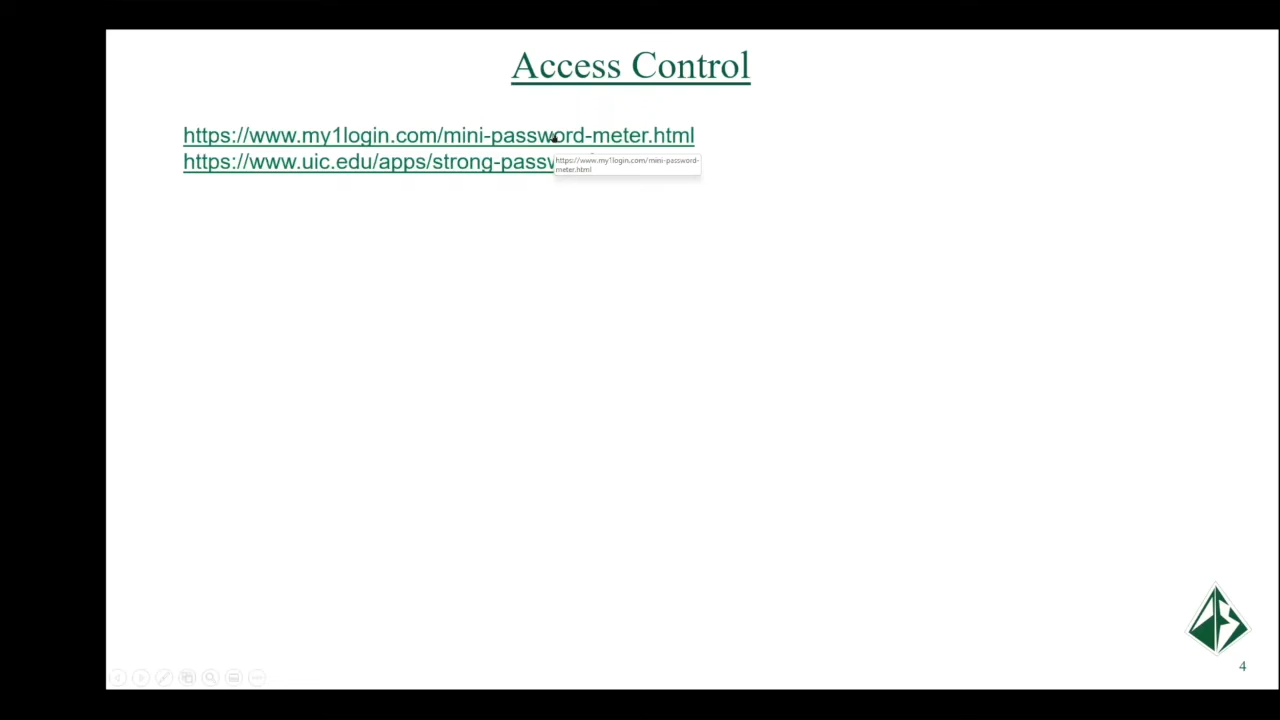 Access Control
https://www.my1login.com/mini-password-meter.html
https://www.uic.edu/apps/strong-passw
https://www.my1login.com/mini-password-
meter.html
4